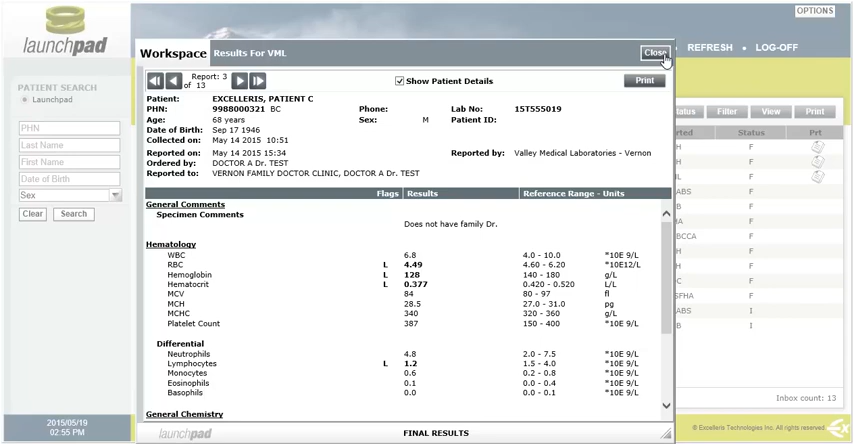 OPTIONS
launchpad
REFRESH • LOG-OFF
Workspace Results For VML Close
PATIENT SEARCH
Launchpad
PHN
Last Name
First Name
Date of Birth
Sex
Clear Search
Report: 3
of 13
Show Patient Details
Print
Patient: EXCELLERIS, PATIENT C
PHN: 9988000321 BC Phone: Lab No: 15T555019
Age: 68 years Sex: M Patient ID:
Date of Birth: Sep 17 1946
Collected on: May 14 2015 10:51
Reported on: May 14 2015 15:34 Reported by: Valley Medical Laboratories - Vernon
Ordered by: DOCTOR A Dr. TEST
Reported to: VERNON FAMILY DOCTOR CLINIC, DOCTOR A Dr. TEST
Flags Results Reference Range - Units
General Comments
Specimen Comments
Does not have family Dr.
Hematology
WBC 6.8 4.0 - 10.0 *10E 9/L
RBC L 4.49 4.60 - 6.20 *10E12/L
Hemoglobin L 128 140 - 180 g/L
Hematocrit L 0.377 0.420 - 0.520 L/L
MCV 84 80 - 97 fl
MCH 28.5 27.0 - 31.0 pg
MCHC 340 320 - 360 g/L
Platelet Count 387 150 - 400 *10E 9/L
Differential
Neutrophils 4.8 2.0 - 7.5 *10E 9/L
Lymphocytes L 1.2 1.5 - 4.0 *10E 9/L
Monocytes 0.6 0.2 - 0.8 *10E 9/L
Eosinophils 0.1 0.0 - 0.4 *10E 9/L
Basophils 0.0 0.0 - 0.1 *10E 9/L
General Chemistry
launchpad FINAL RESULTS
tatus Filter View Print
rted Status Prt
H F
H F
IL F
ABS F
B F
HA F
BCCA F
H F
H F
C F
SFHA F
ABS I
B I
Inbox count: 13
2015/05/19
02:55 PM
© Excelleris Technologies Inc. All rights reserved.